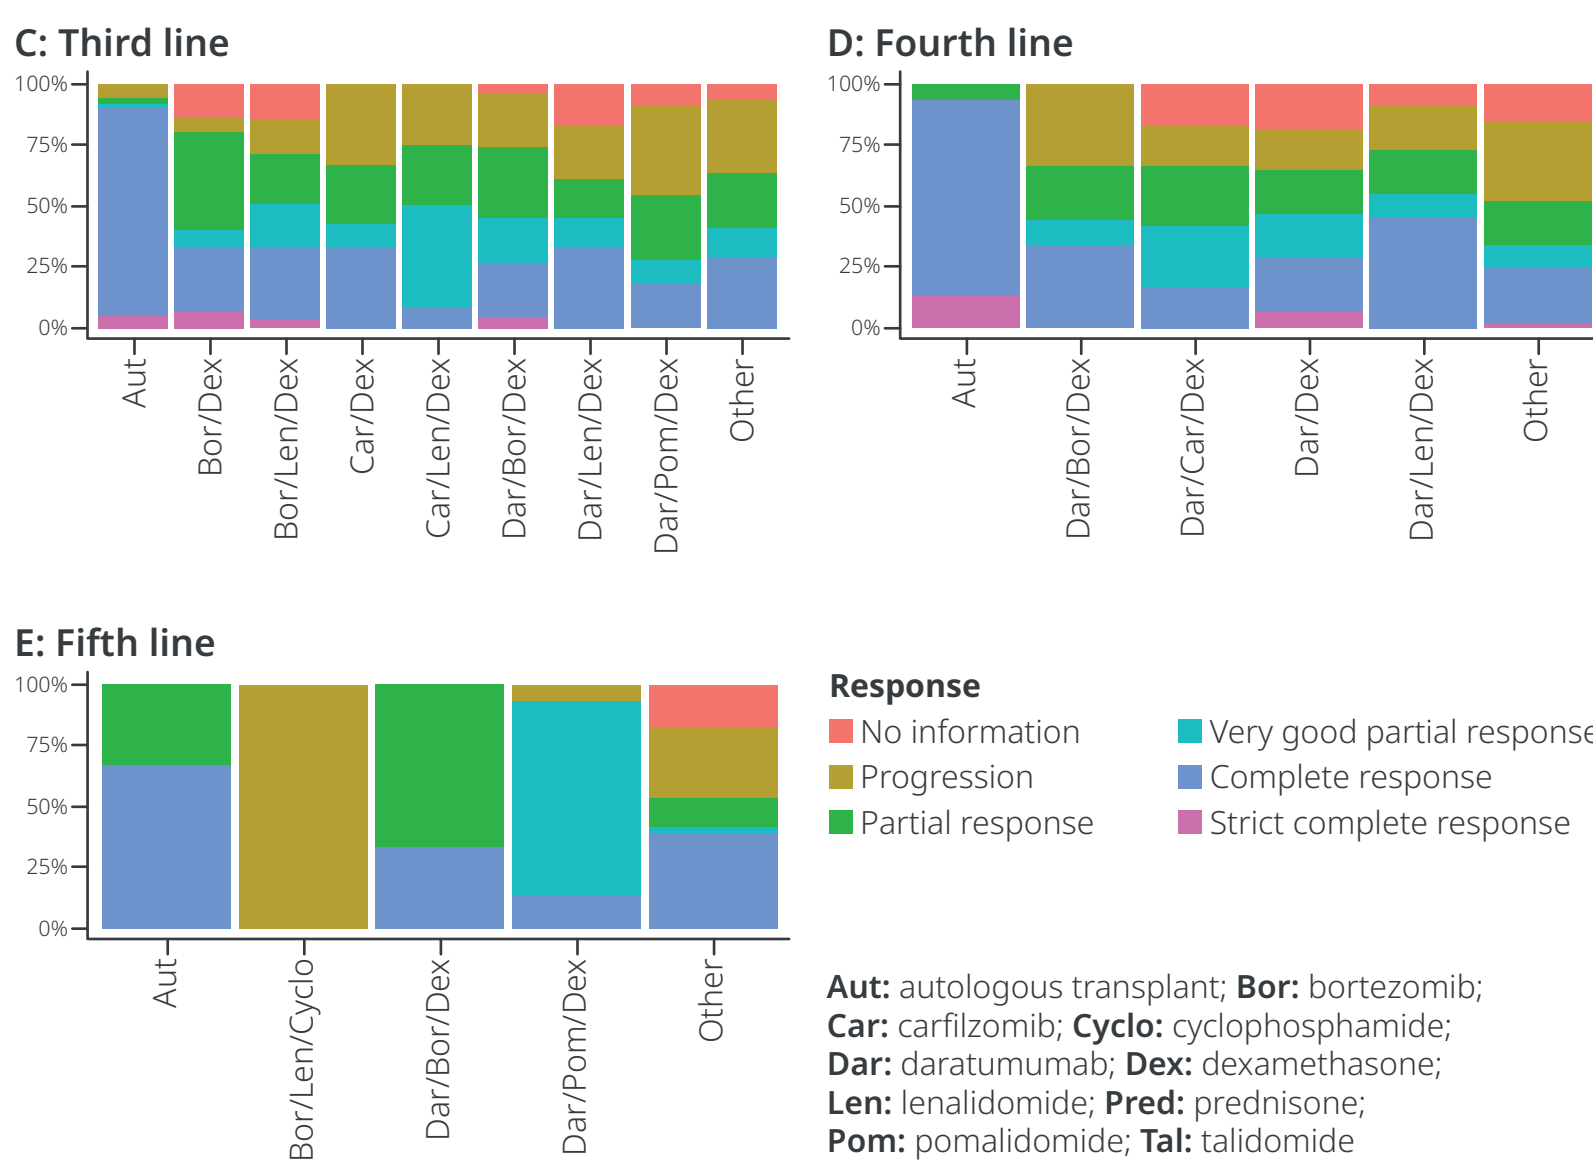 C: Third line
100%
75%
50%
25%
0%
Aut
Bor/Dex
Bor/Len/Dex
Car/Dex
Car/Len/Dex
Dar/Bor/Dex
Dar/Len/Dex
Dar/Pom/Dex
Other
D: Fourth line
100%
75%
50%
25%
0%
Aut
Dar/Bor/Dex
Dar/Car/Dex
Dar/Dex
Dar/Len/Dex
Other
E: Fifth line
100%
75%
50%
25%
0%
Aut
Bor/Len/Cyclo
Dar/Bor/Dex
Dar/Pom/Dex
Other
Response
No information
Progression
Partial response
Very good partial response
Complete response
Strict complete response
Aut: autologous transplant; Bor: bortezomib;
Car: carfilzomib; Cyclo: cyclophosphamide;
Dar: daratumumab; Dex: dexamethasone;
Len: lenalidomide; Pred: prednisone;
Pom: pomalidomide; Tal: talidomide